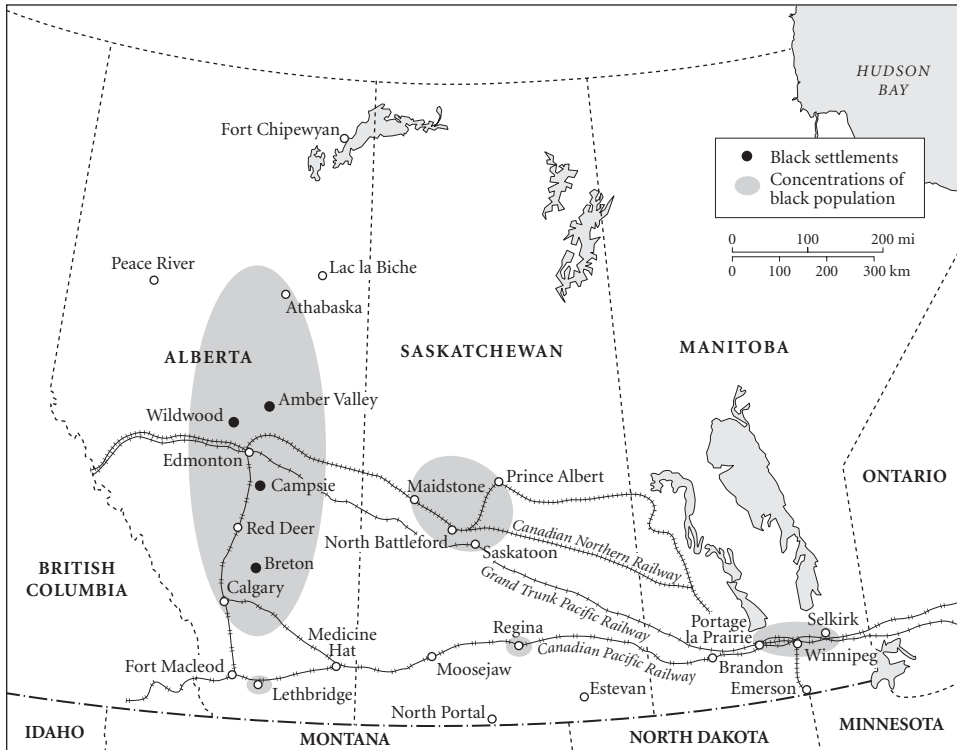 HUDSON
BAY
Fort Chipewyan
Black settlements
Concentrations of
black population
0 100 200 mi
0 100 200 300 km
Peace River
Lac la Biche
Athabaska
ALBERTA
SASKATCHEWAN
MANITOBA
Amber Valley
Wildwood
Edmonton
Campsie
Maidstone
Prince Albert
ONTARIO
Red Deer
North Battleford
Saskatoon
Canadian Northern Railway
Grand Trunk Pacific Railway
BRITISH
COLUMBIA
Breton
Calgary
Medicine
Hat
Regina
Canadian Pacific Railway
Portage
la Prairie
Selkirk
Winnipeg
Fort Macleod
Lethbridge
Moosejaw
Brandon
Emerson
Estevan
North Portal
IDAHO
MONTANA
NORTH DAKOTA
MINNESOTA